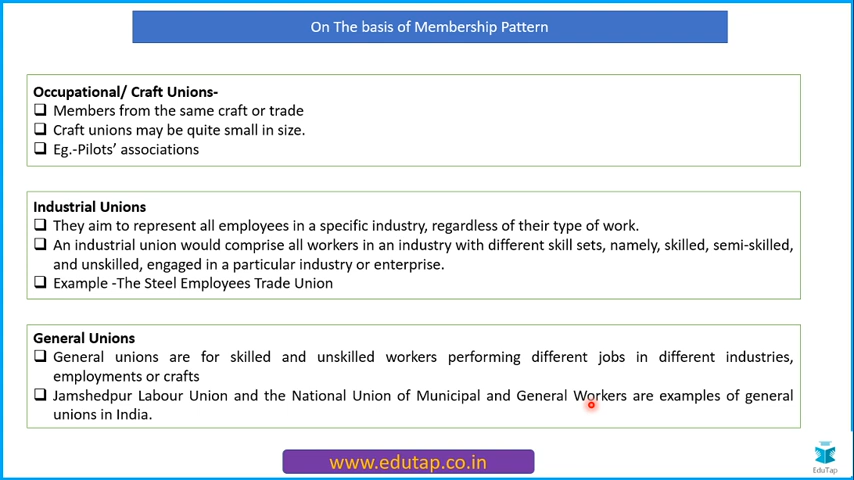 On The basis of Membership Pattern
Occupational/ Craft Unions-
❑ Members from the same craft or trade
❑ Craft unions may be quite small in size.
❑ Eg.-Pilots’ associations
Industrial Unions
❑ They aim to represent all employees in a specific industry, regardless of their type of work.
❑ An industrial union would comprise all workers in an industry with different skill sets, namely, skilled, semi-skilled,
and unskilled, engaged in a particular industry or enterprise.
❑ Example -The Steel Employees Trade Union
General Unions
❑ General unions are for skilled and unskilled workers performing different jobs in different industries,
employments or crafts
❑ Jamshedpur Labour Union and the National Union of Municipal and General Workers are examples of general
unions in India.
www.edutap.co.in
EduTap